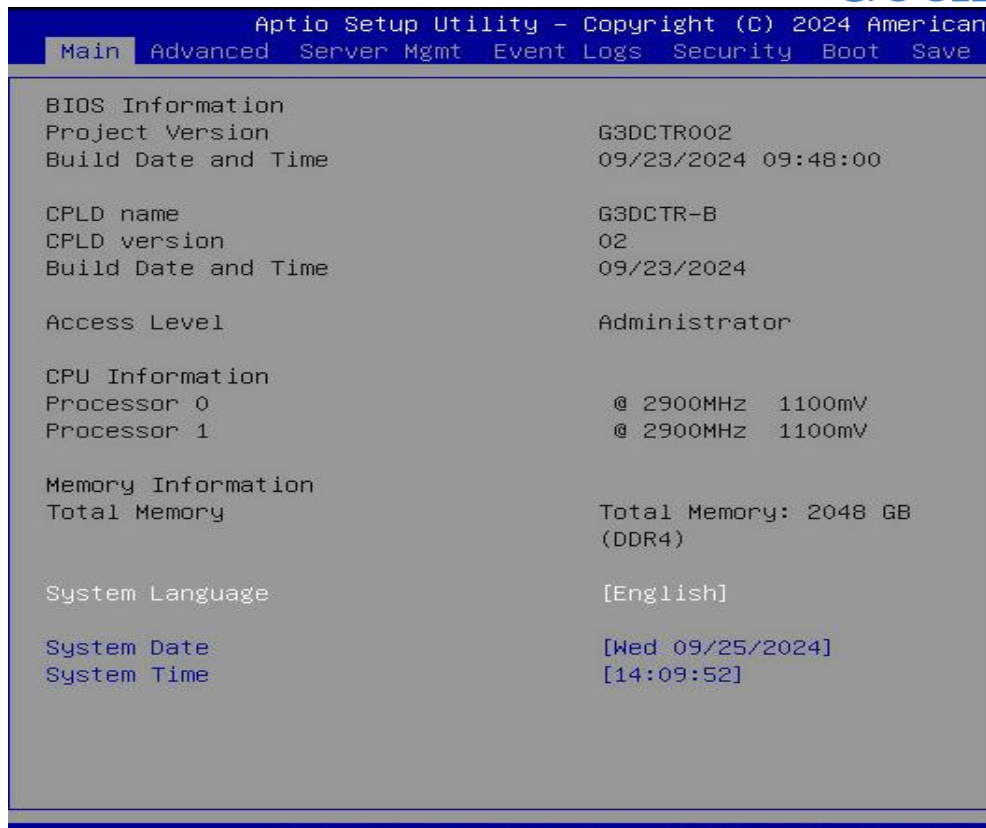 Aptio Setup Utility – Copyright (C) 2024 American
Main Advanced Server Mgmt Event Logs Security Boot Save
BIOS Information
Project Version G3DCTR002
Build Date and Time 09/23/2024 09:48:00
CPLD name G3DCTR-B
CPLD version 02
Build Date and Time 09/23/2024
Access Level Administrator
CPU Information
Processor 0 @ 2900MHz 1100mV
Processor 1 @ 2900MHz 1100mV
Memory Information
Total Memory Total Memory: 2048 GB
(DDR4)
System Language [English]
System Date [Wed 09/25/2024]
System Time [14:09:52]